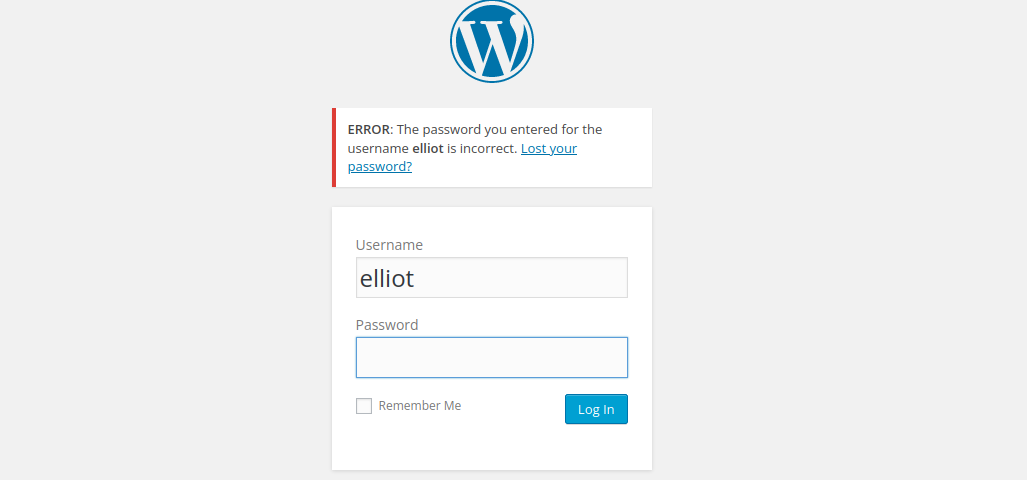 ERROR: The password you entered for the
username elliot is incorrect. Lost your
password?
Username
elliot
Password
Remember Me
Log In